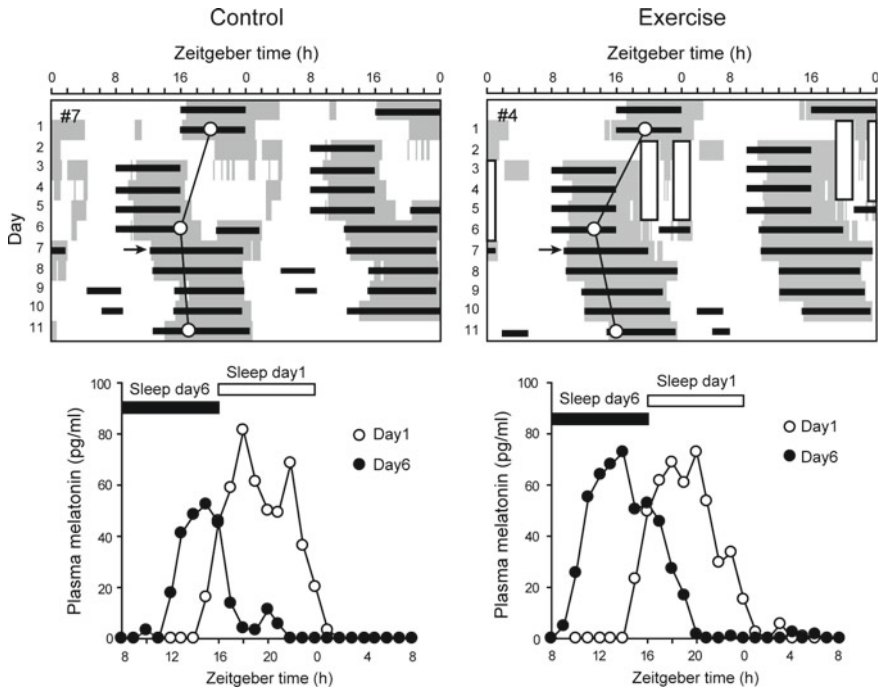 Control
Exercise
Zeitgeber time (h)
Zeitgeber time (h)
0 8 16 0 8 16 0
0 8 16 0 8 16 0
#7
#4
Day
1
2
3
4
5
6
7
8
9
10
11
1
2
3
4
5
6
7
8
9
10
11
Plasma melatonin (pg/ml)
100
80
60
40
20
0
Sleep day6
Sleep day1
Day1
Day6
8 12 16 20 0 4 8
Zeitgeber time (h)
Plasma melatonin (pg/ml)
100
80
60
40
20
0
Sleep day6
Sleep day1
Day1
Day6
8 12 16 20 0 4 8
Zeitgeber time (h)